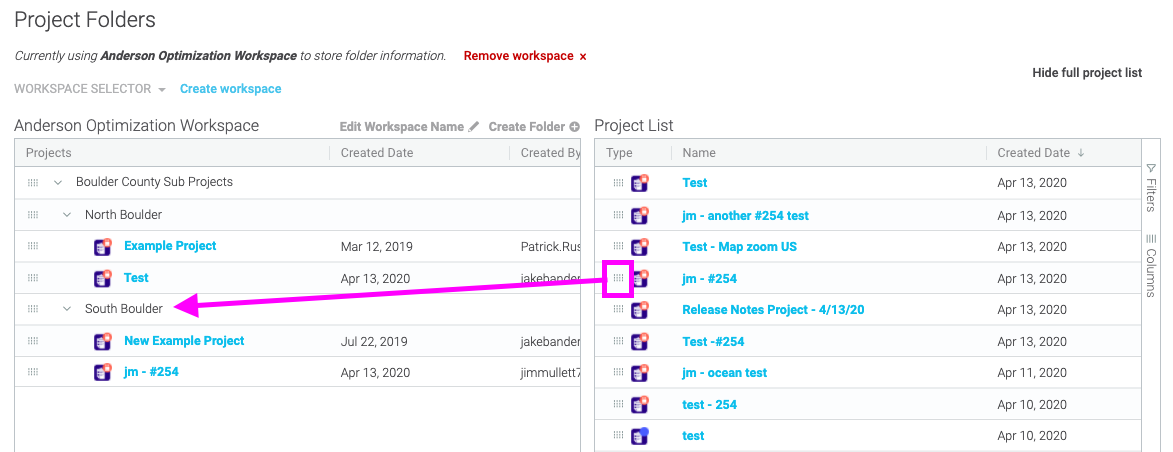 Project Folders
Currently using Anderson Optimization Workspace to store folder information. Remove workspace ×
Hide full project list
WORKSPACE SELECTOR Create workspace
Anderson Optimization Workspace Edit Workspace Name Create Folder
Projects Created Date Created By
Boulder County Sub Projects
North Boulder
Example Project Mar 12, 2019 Patrick.Rus
Test Apr 13, 2020 jakebander
South Boulder
New Example Project Jul 22, 2019 jakebander
jm - #254 Apr 13, 2020 jimmullett7
Project List
Type Name Created Date ↓
Test Apr 13, 2020
jm - another #254 test Apr 13, 2020
Test - Map zoom US Apr 13, 2020
jm - #254 Apr 13, 2020
Release Notes Project - 4/13/20 Apr 13, 2020
Test -#254 Apr 13, 2020
jm - ocean test Apr 11, 2020
test - 254 Apr 10, 2020
test Apr 10, 2020
Filters
Columns